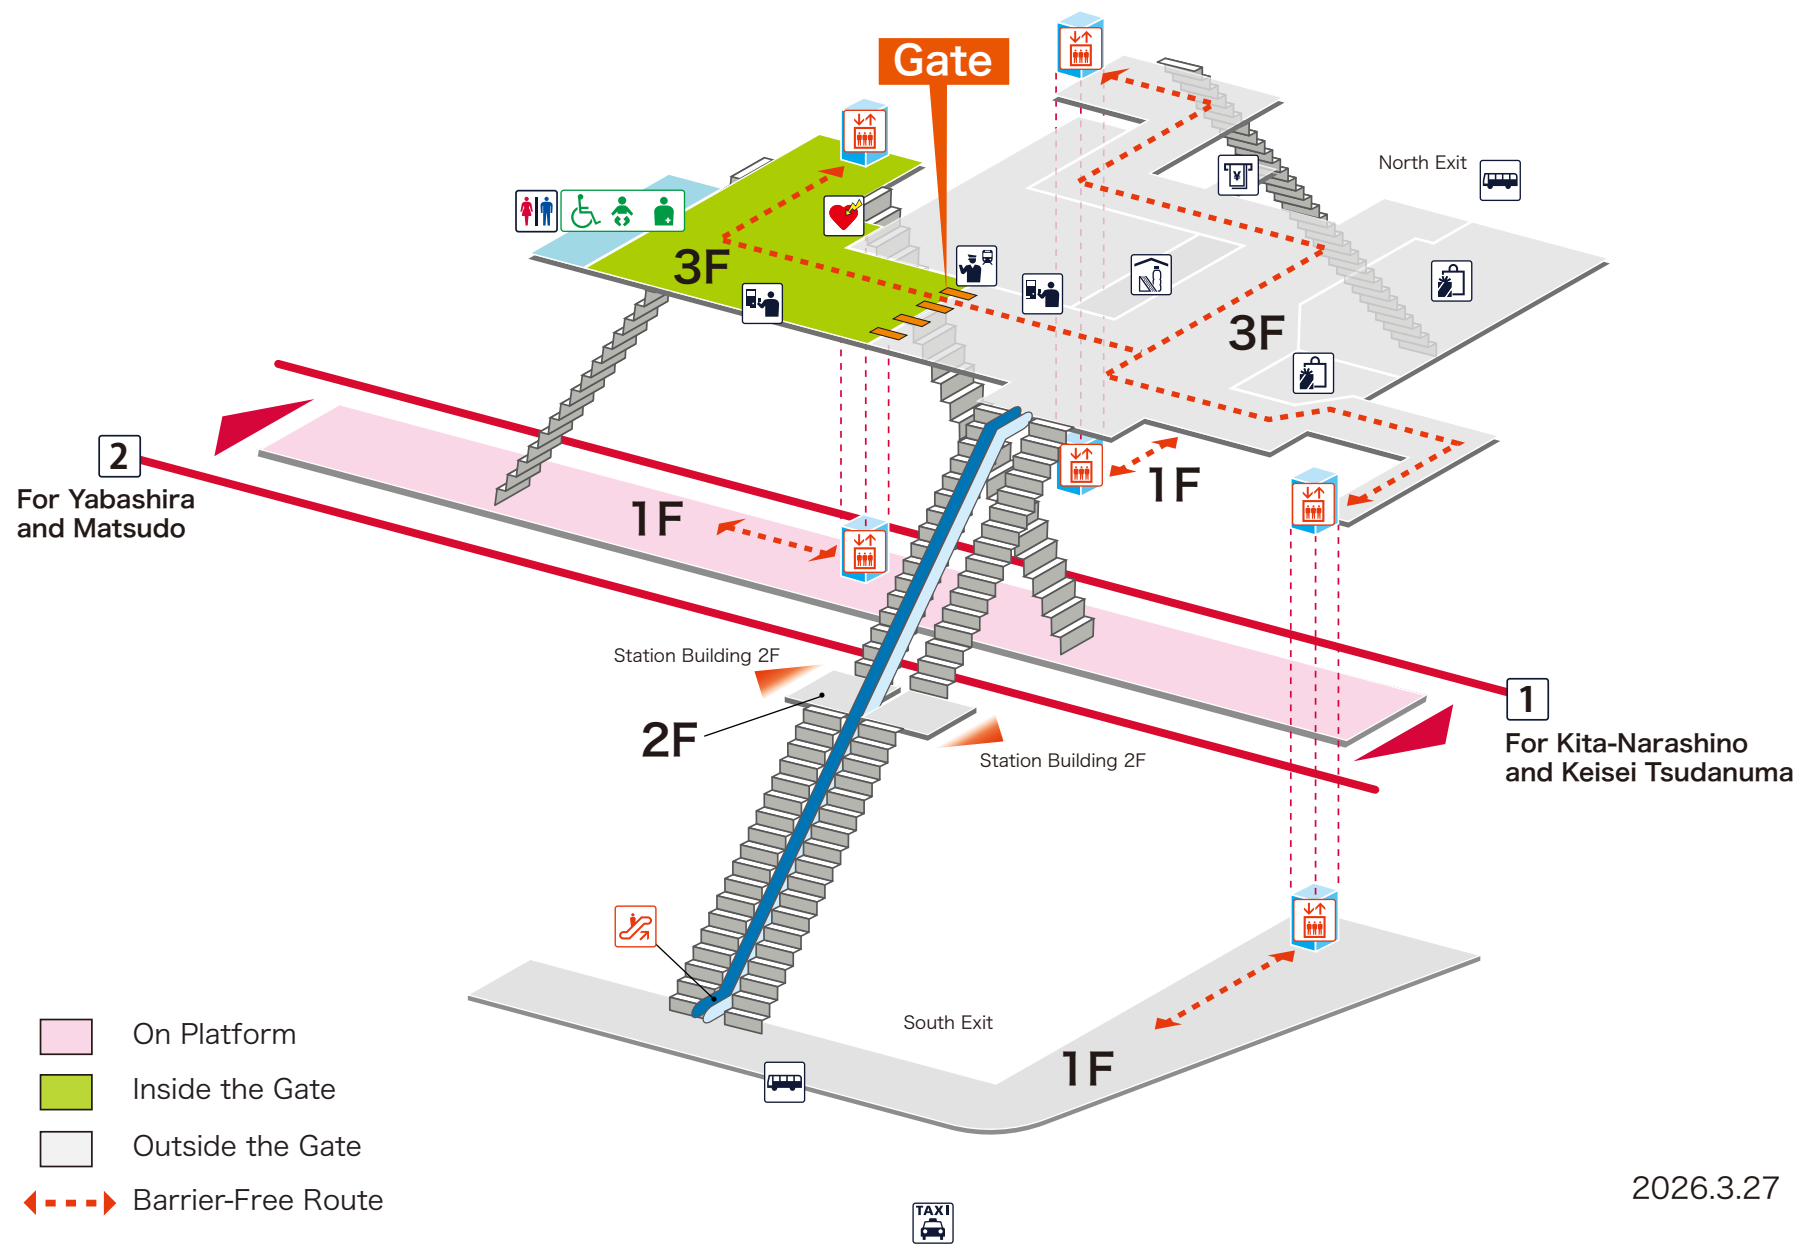 Gate
North Exit
¥
3F
3F
1F
2
For Yabashira
and Matsudo
1F
Station Building 2F
2F
Station Building 2F
1
For Kita-Narashino
and Keisei Tsudanuma
South Exit
1F
On Platform
Inside the Gate
Outside the Gate
Barrier-Free Route
TAXI
2026.3.27